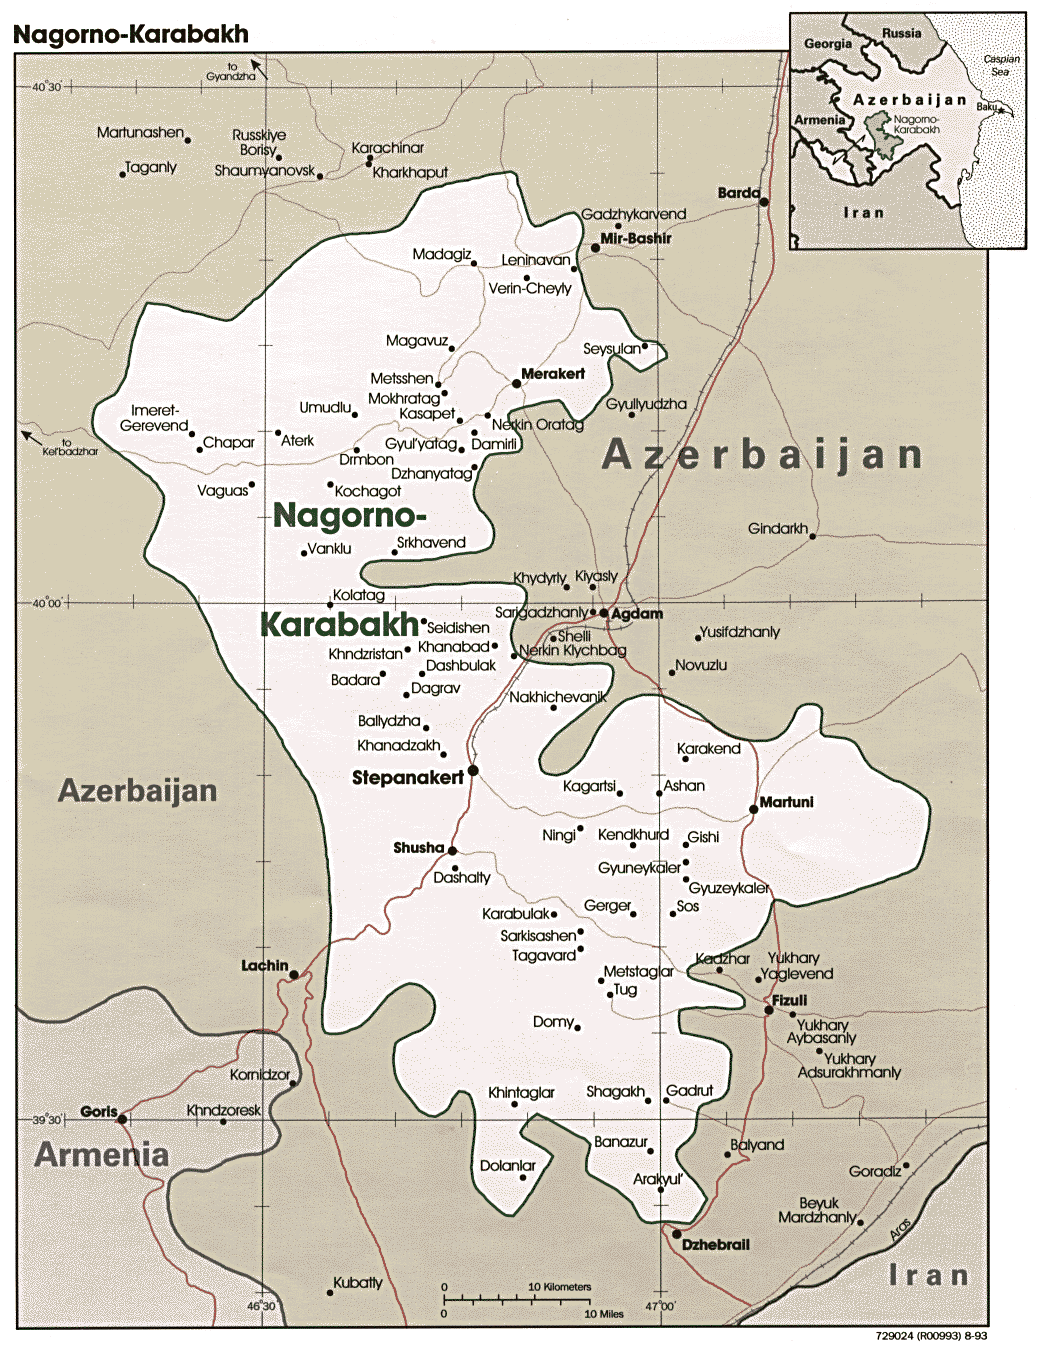 Nagorno-Karabakh
to
Gyandzha
40°30'
Georgia
Russia
Caspian
Sea
Azerbaijan
Baku
Armenia
Nagorno-
Karabakh
Iran
Martunashen
Russkiye
Borisy
Karachinar
Taganly
Shaumyanovsk
Kharkhaput
Barda
Gadzhykarvend
Mir-Bashir
Madagiz
Leninavan
Verin-Cheyly
Magavuz
Seysulan
Metsshen
Merakert
Mokhratag
Imeret-
Gerevend
Umudlu
Kasapet
Gyullyudzha
Nerkin Oratag
Chapar
Aterk
Gyul'yatag
Damirli
to
Kel'badzhar
Drmbon
Azerbaijan
Dzhanyatag
Vaguas
Kochagot
Nagorno-
Gindarkh
Vanklu
Srkhavend
Khydyrly
Kiyasly
40°00'
Kolatag
Sarigadzhanly
Agdam
Karabakh
Seidishen
Yusifdzhanly
Shelli
Khndzristan
Khanabad
Nerkin Klychbag
Dashbulak
Novuzlu
Badara
Dagrav
Nakhichevanik
Ballydzha
Khanadzakh
Karakend
Stepanakert
Azerbaijan
Kagartsi
Ashan
Martuni
Ningi
Kendkhurd
Gishi
Shusha
Dashalty
Gyuneykaler
Gyuzeykaler
Karabulak
Gerger
Sos
Sarkisashen
Tagavard
Lachin
Kadzhar
Yukhary
Yaglevend
Metstaglar
Tug
Fizuli
Domy
Yukhary
Aybasanly
Yukhary
Adsurakhmanly
Kornidzor
Khintaglar
Shagakh
Gadrut
Goris
Khndzoresk
39°30'
Armenia
Banazur
Balyand
Dolanlar
Goradiz
Arakyul'
Beyuk
Mardzhanly
Aras
Dzhebrail
Iran
Kubatly
0
10 Kilometers
0
10 Miles
46°30'
47°00'
729024 (R00993) 8-93